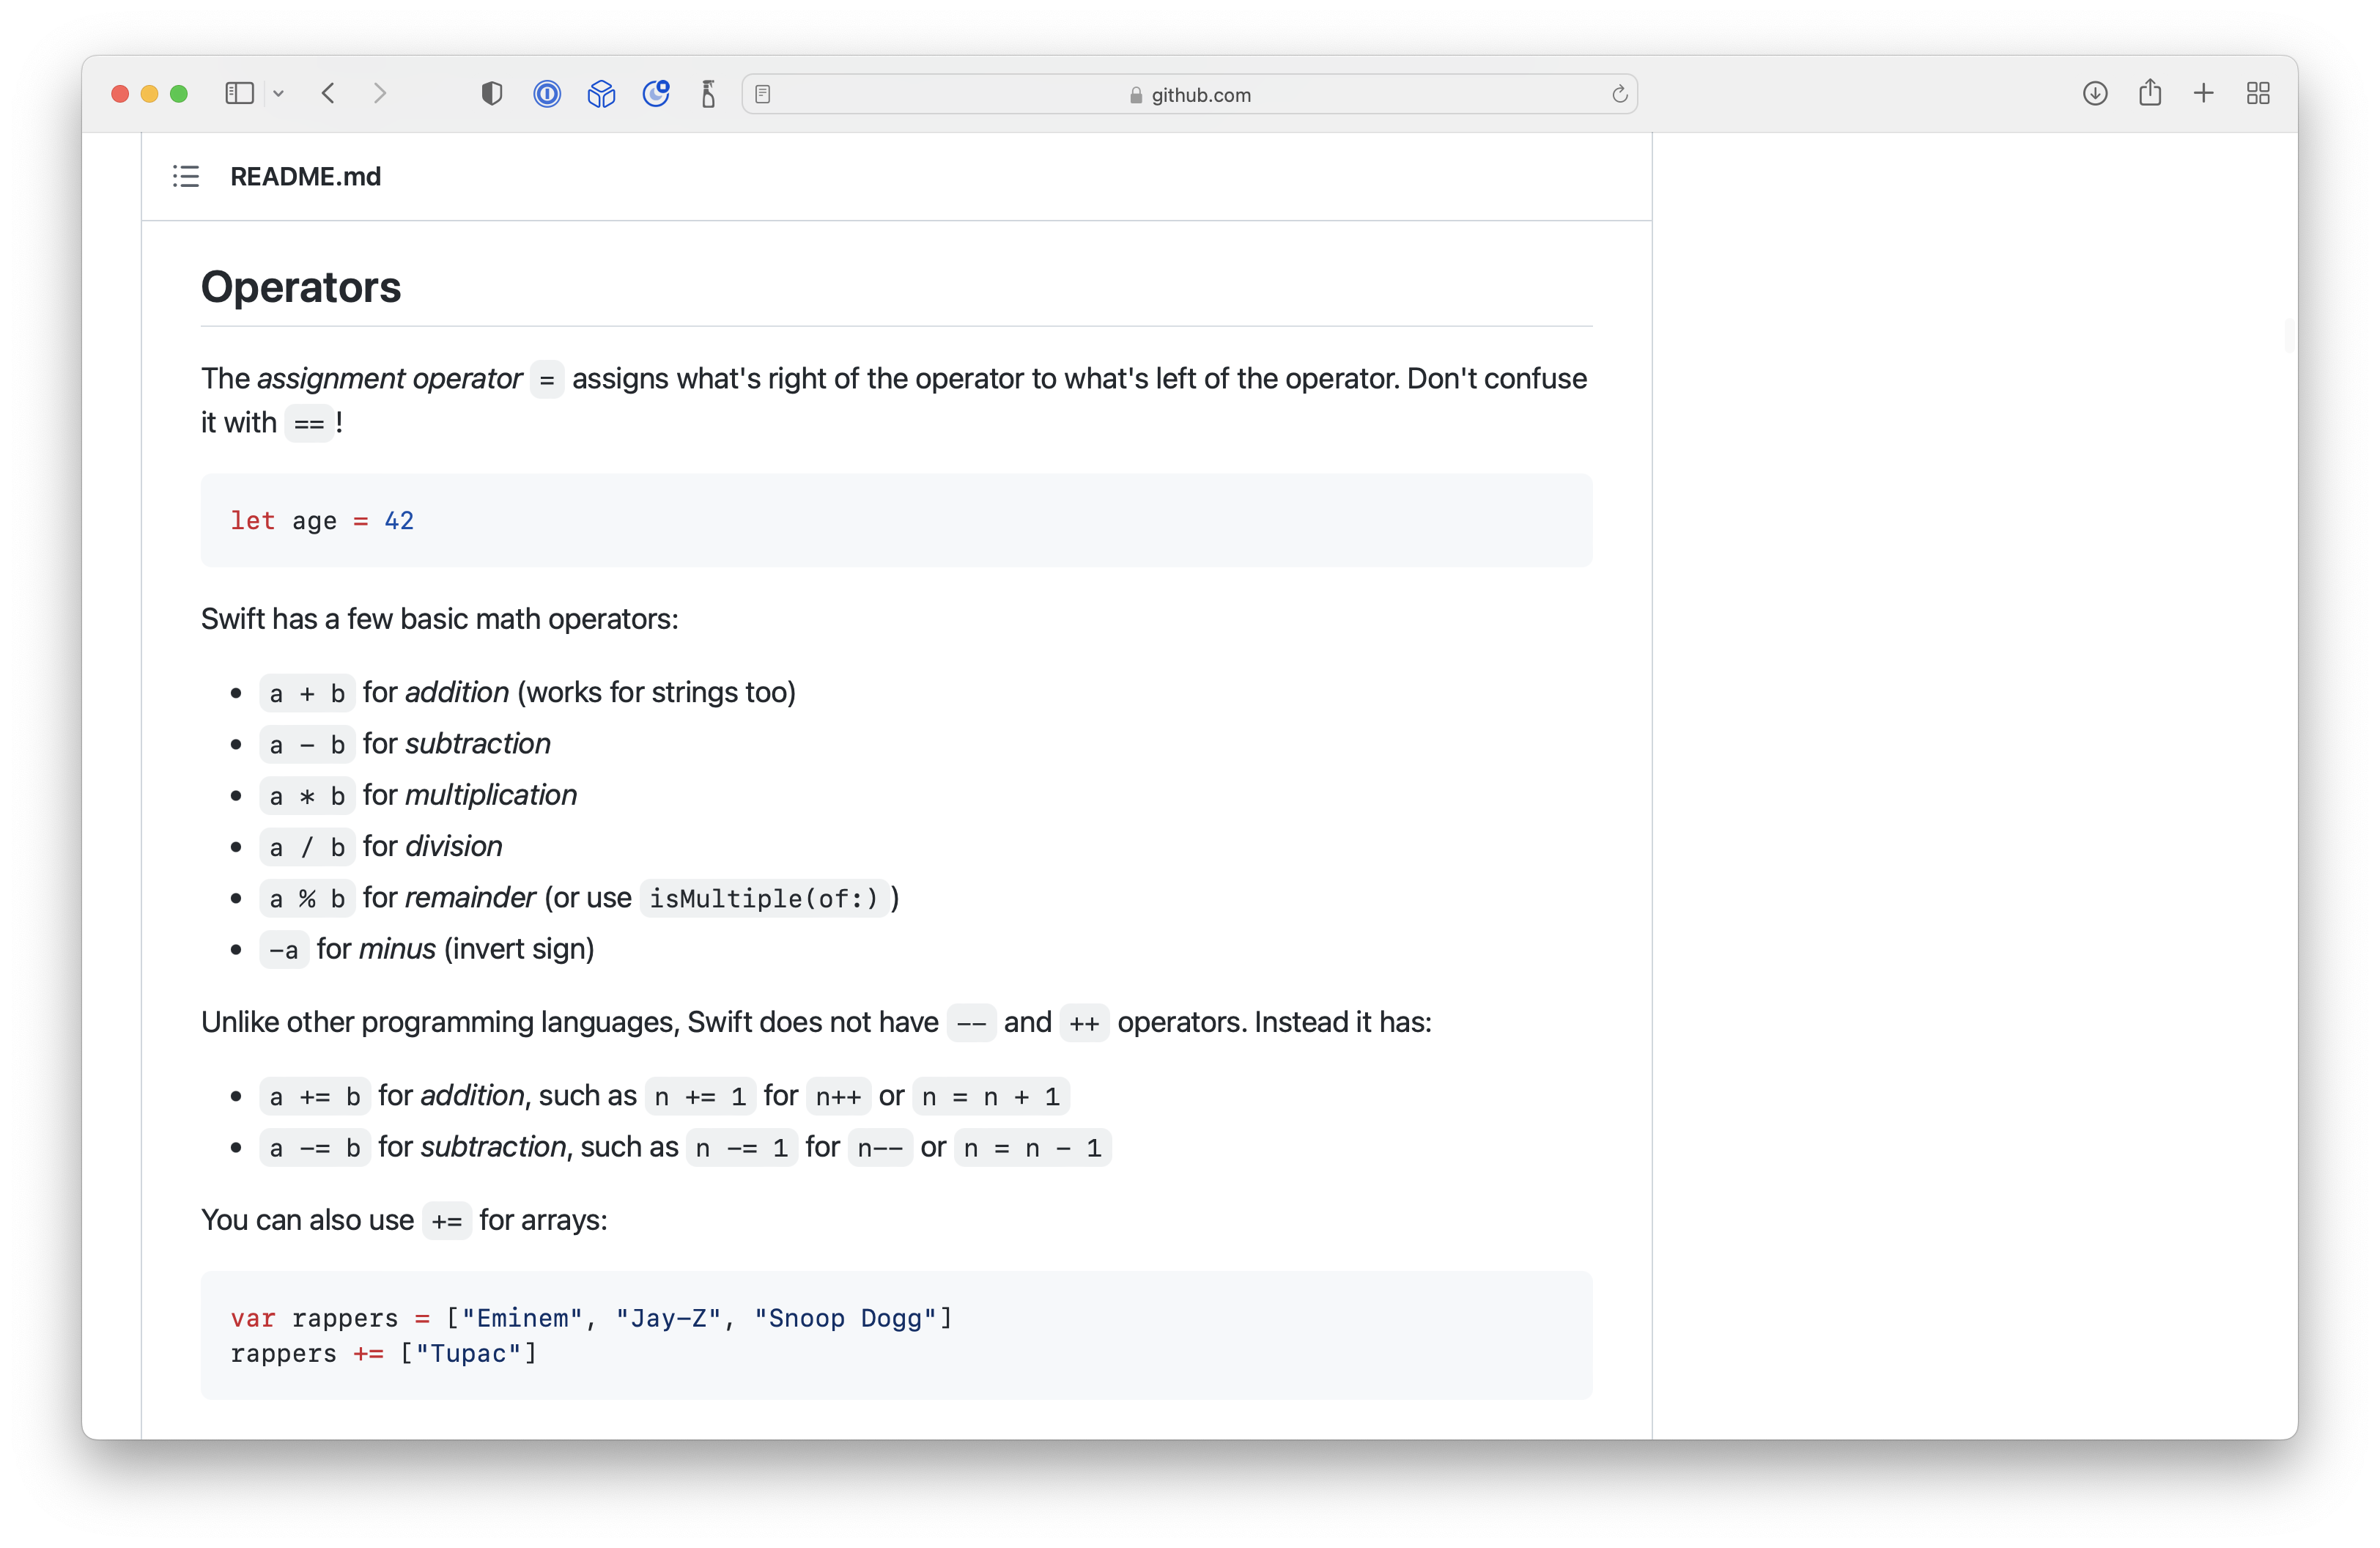 github.com
README.md
Operators
The assignment operator = assigns what's right of the operator to what's left of the operator. Don't confuse
it with == !
let age = 42
Swift has a few basic math operators:
• a + b for addition (works for strings too)
• a - b for subtraction
• a * b for multiplication
• a / b for division
• a % b for remainder (or use isMultiple(of:) )
• -a for minus (invert sign)
Unlike other programming languages, Swift does not have -- and ++ operators. Instead it has:
• a += b for addition, such as n += 1 for n++ or n = n + 1
• a -= b for subtraction, such as n -= 1 for n-- or n = n - 1
You can also use += for arrays:
var rappers = ["Eminem", "Jay-Z", "Snoop Dogg"]
rappers += ["Tupac"]